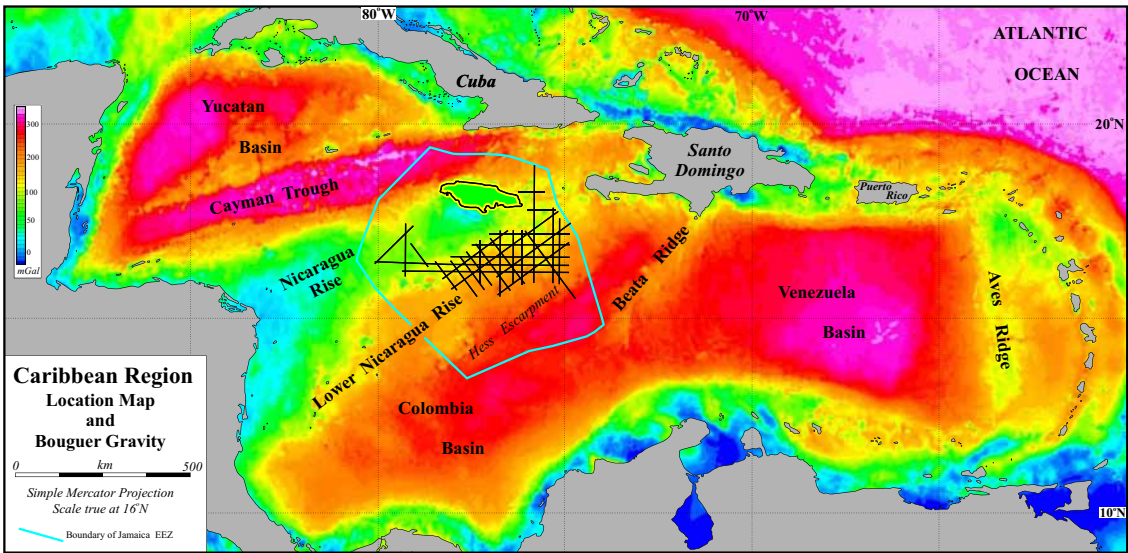 80°W
70°W
ATLANTIC
OCEAN
Cuba
Yucatan
Basin
300
200
100
50
0
mGal
20°N
Santo
Domingo
Puerto
Rico
Cayman Trough
Nicaragua
Rise
Beata Ridge
Venezuela
Basin
Aves
Ridge
Lower Nicaragua Rise
Hess Escarpment
Colombia
Basin
Caribbean Region
Location Map
and
Bouguer Gravity
0 km 500
Simple Mercator Projection
Scale true at 16°N
Boundary of Jamaica EEZ
10°N